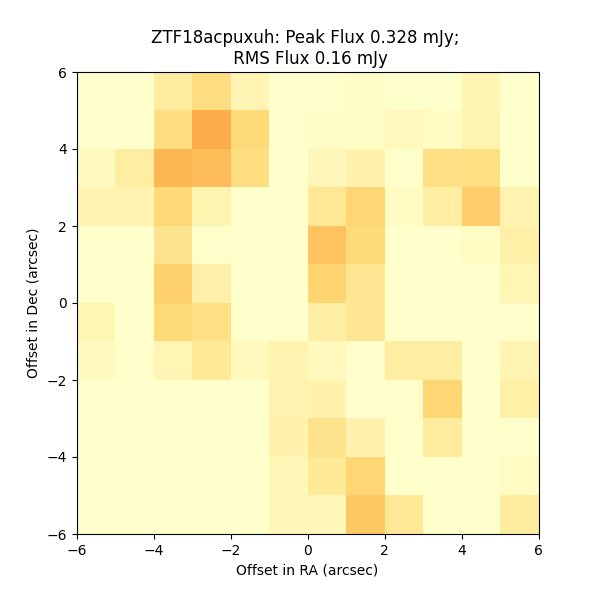 ZTF18acpuxuh: Peak Flux 0.328 mJy;
RMS Flux 0.16 mJy
6
4
2
0
−2
−4
−6
Offset in Dec (arcsec)
−6 −4 −2 0 2 4 6
Offset in RA (arcsec)